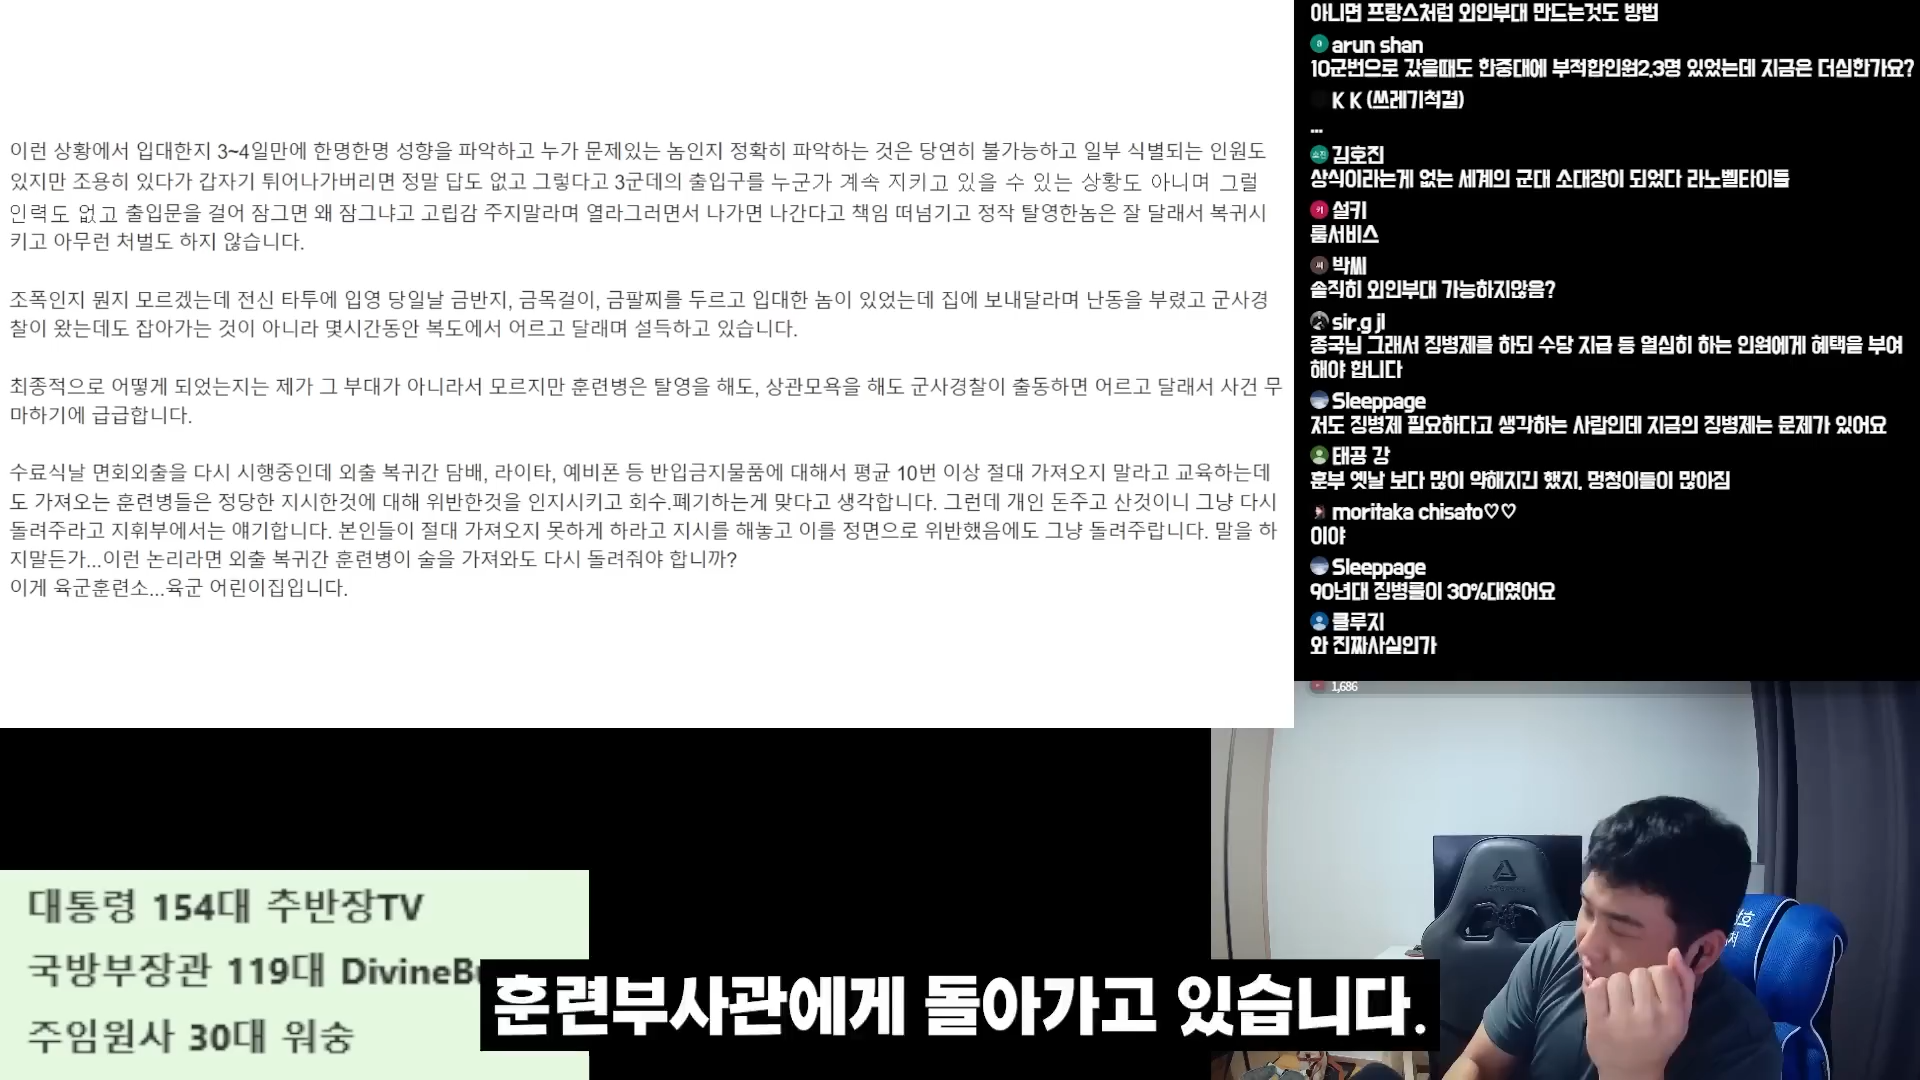 이런 상황에서 입대한지 3~4일만에 한명한명 성향을 파악하고 누가 문제있는 놈인지 정확히 파악하는 것은 당연히 불가능하고 일부 식별되는 인원도
있지만 조용히 있다가 갑자기 튀어나가버리면 정말 답도 없고 그렇다고 3군데의 출입구를 누군가 계속 지키고 있을 수 있는 상황도 아니며 그럴
인력도 없고 출입문을 걸어 잠그면 왜 잠그냐고 고립감 주지말라며 열라그러면서 나가면 나간다고 책임 떠넘기고 정작 탈영한놈은 잘 달래서 복귀시
키고 아무런 처벌도 하지 않습니다.
조폭인지 뭔지 모르겠는데 전신 타투에 입영 당일날 금반지, 금목걸이, 금팔찌를 두르고 입대한 놈이 있었는데 집에 보내달라며 난동을 부렸고 군사경
찰이 왔는데도 잡아가는 것이 아니라 몇시간동안 복도에서 어르고 달래며 설득하고 있습니다.
최종적으로 어떻게 되었는지는 제가 그 부대가 아니라서 모르지만 훈련병은 탈영을 해도, 상관모욕을 해도 군사경찰이 출동하면 어르고 달래서 사건 무
마하기에 급급합니다.
수료식날 면회외출을 다시 시행중인데 외출 복귀간 담배, 라이타, 예비폰 등 반입금지물품에 대해서 평균 10번 이상 절대 가져오지 말라고 교육하는데
도 가져오는 훈련병들은 정당한 지시한것에 대해 위반한것을 인지시키고 회수.폐기하는게 맞다고 생각합니다. 그런데 개인 돈주고 산것이니 그냥 다시
돌려주라고 지휘부에서는 얘기합니다. 본인들이 절대 가져오지 못하게 하라고 지시를 해놓고 이를 정면으로 위반했음에도 그냥 돌려주랍니다. 말을 하
지말든가...이런 논리라면 외출 복귀간 훈련병이 술을 가져와도 다시 돌려줘야 합니까?
이게 육군훈련소...육군 어린이집입니다.
아니면 프랑스처럼 외인부대 만드는것도 방법
arun shan
10군번으로 갔을때도 한중대에 부적합인원2,3명 있었는데 지금은 더심한가요?
K K (쓰레기척결)
...
김호진
상식이라는게 없는 세계의 군대 소대장이 되었다 라노벨타이틀
설키
룸서비스
박씨
솔직히 외인부대 가능하지않음?
sir.g jl
종국님 그래서 징병제를 하되 수당 지급 등 열심히 하는 인원에게 혜택을 부여
해야 합니다
Sleeppage
저도 징병제 필요하다고 생각하는 사람인데 지금의 징병제는 문제가 있어요
태공 강
훈부 옛날 보다 많이 약해지긴 했지, 멍청이들이 많아짐
moritaka chisato♡♡
이야
Sleeppage
90년대 징병률이 30%대였어요
클루지
와 진짜사실인가
1,686
대통령 154대 추반장TV
국방부장관 119대 DivineBu
주임원사 30대 워숭
훈련부사관에게 돌아가고 있습니다.